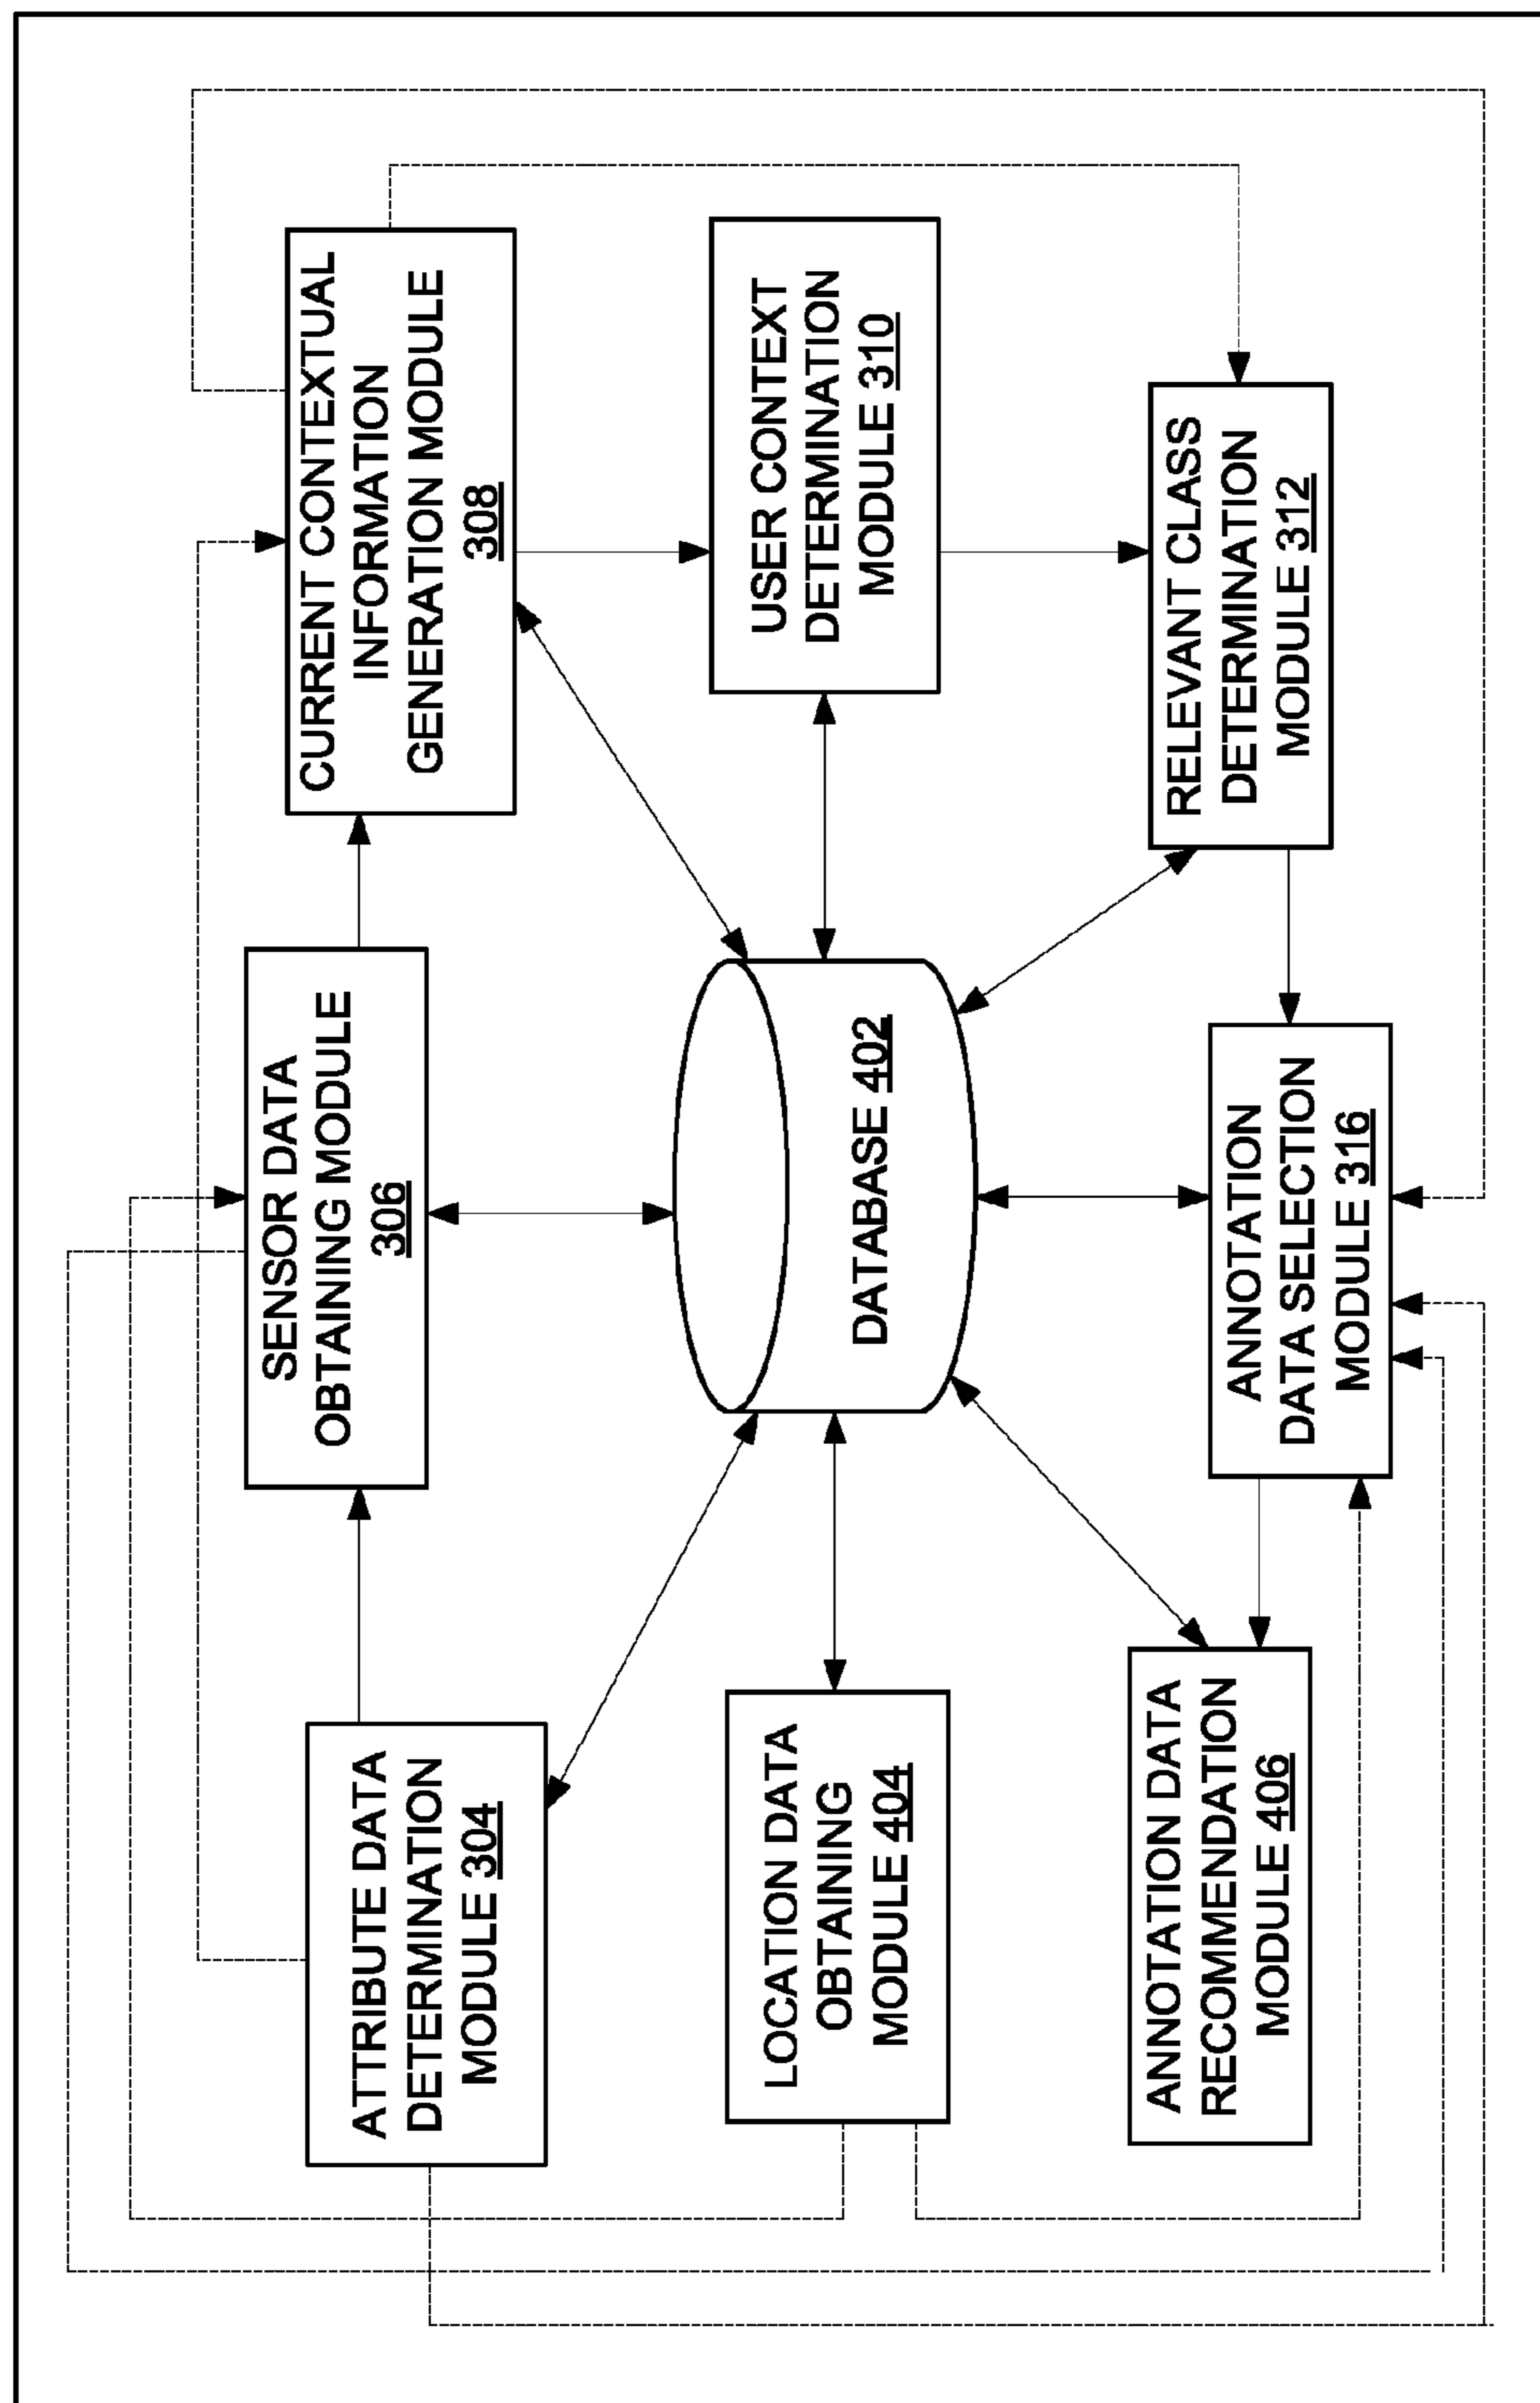 ATTRIBUTE DATA
DETERMINATION
MODULE 304
SENSOR DATA
OBTAINING MODULE
306
CURRENT CONTEXTUAL
INFORMATION
GENERATION MODULE
308
LOCATION DATA
OBTAINING
MODULE 404
DATABASE 402
USER CONTEXT
DETERMINATION
MODULE 310
ANNOTATION DATA
RECOMMENDATION
MODULE 406
ANNOTATION
DATA SELECTION
MODULE 316
RELEVANT CLASS
DETERMINATION
MODULE 312